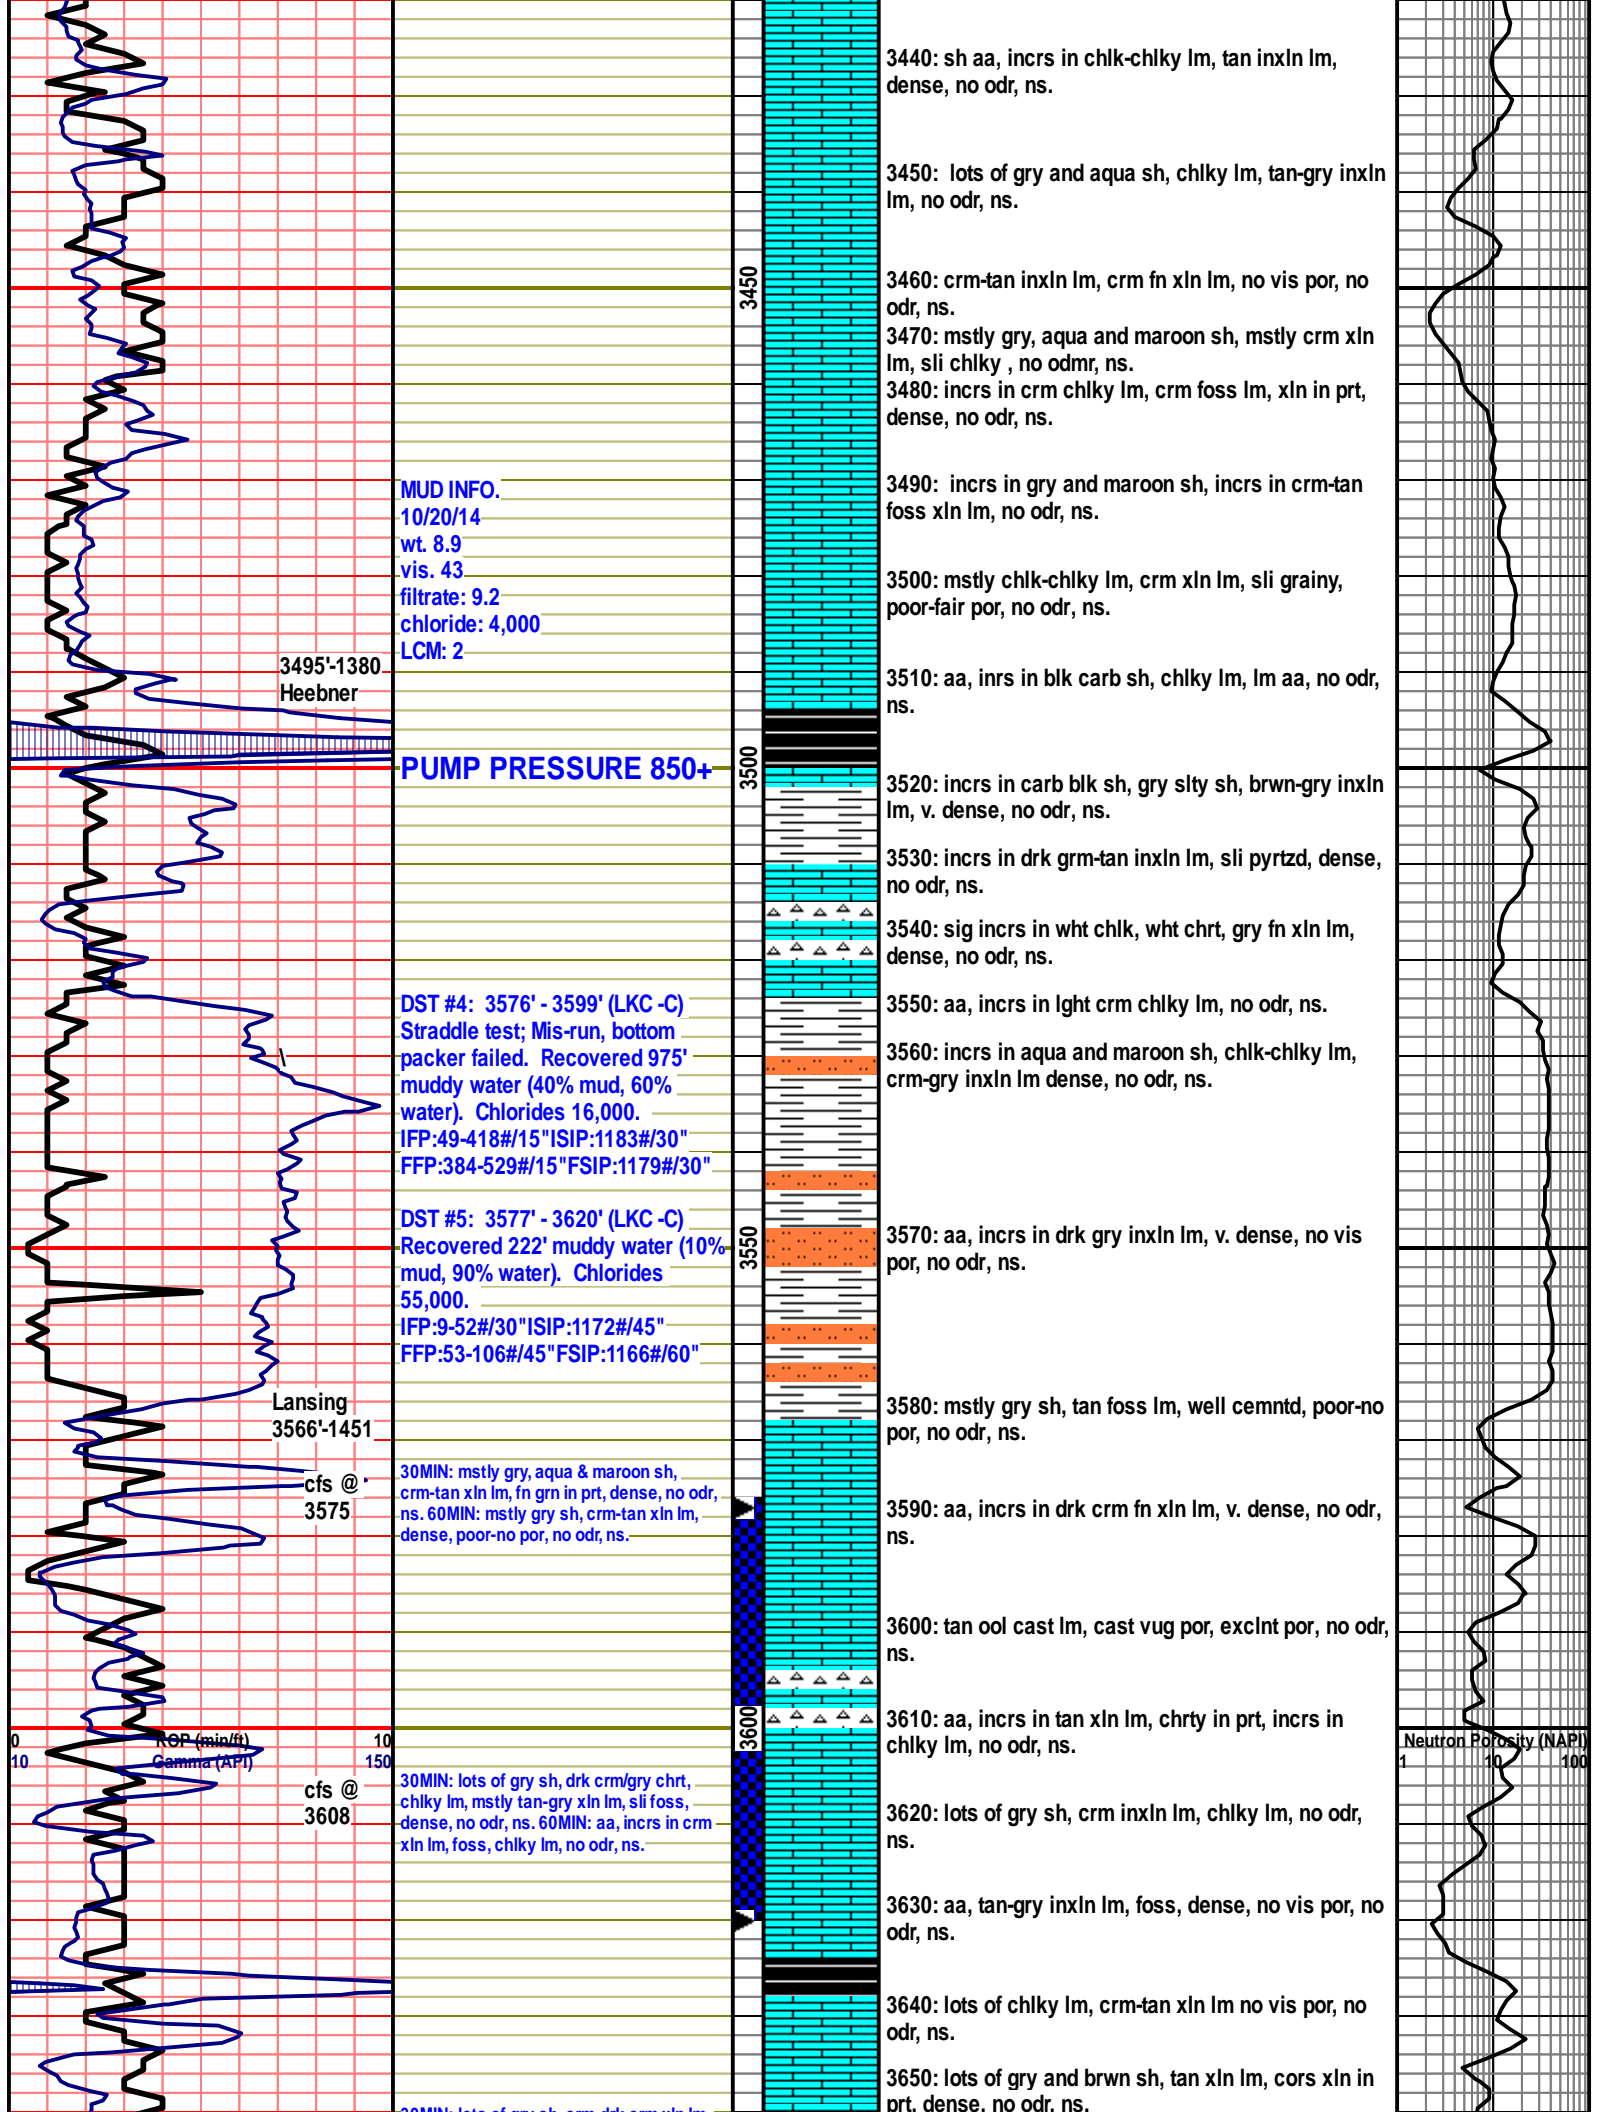 3440: sh aa, incrs in chlk-chlky lm, tan inxln lm,
dense, no odr, ns.
3450:  lots of gry and aqua sh, chlky lm, tan-gry inxln
lm, no odr, ns.
3450
3460: crm-tan inxln lm, crm fn xln lm, no vis por, no
odr, ns.
3470: mstly gry, aqua and maroon sh, mstly crm xln
lm, sli chlky , no odmr, ns.
3480: incrs in crm chlky lm, crm foss lm, xln in prt,
dense, no odr, ns.
MUD INFO.
10/20/14
wt. 8.9
vis. 43
filtrate: 9.2
chloride: 4,000
LCM: 2
3490:  incrs in gry and maroon sh, incrs in crm-tan
foss xln lm, no odr, ns.
3500: mstly chlk-chlky lm, crm xln lm, sli grainy,
poor-fair por, no odr, ns.
3495'-1380
Heebner
3510: aa, inrs in blk carb sh, chlky lm, lm aa, no odr,
ns.
PUMP PRESSURE 850+
3500
3520: incrs in carb blk sh, gry slty sh, brwn-gry inxln
lm, v. dense, no odr, ns.
3530: incrs in drk grm-tan inxln lm, sli pyrtzd, dense,
no odr, ns.
3540: sig incrs in wht chlk, wht chrt, gry fn xln lm,
dense, no odr, ns.
DST #4:  3576' - 3599' (LKC -C)
Straddle test; Mis-run, bottom
packer failed.  Recovered 975'
muddy water (40% mud, 60%
water).  Chlorides 16,000.
IFP:49-418#/15"ISIP:1183#/30"
FFP:384-529#/15"FSIP:1179#/30"
\
3550: aa, incrs in lght crm chlky lm, no odr, ns.
3560: incrs in aqua and maroon sh, chlk-chlky lm,
crm-gry inxln lm dense, no odr, ns.
DST #5:  3577' - 3620' (LKC -C)
Recovered 222' muddy water (10%
mud, 90% water).  Chlorides
55,000.
IFP:9-52#/30"ISIP:1172#/45"
FFP:53-106#/45"FSIP:1166#/60"
3550
3570: aa, incrs in drk gry inxln lm, v. dense, no vis
por, no odr, ns.
Lansing
3566'-1451
3580: mstly gry sh, tan foss lm, well cemntd, poor-no
por, no odr, ns.
cfs @
3575
30MIN: mstly gry, aqua & maroon sh,
crm-tan xln lm, fn grn in prt, dense, no odr,
ns. 60MIN: mstly gry sh, crm-tan xln lm,
dense, poor-no por, no odr, ns.
3590: aa, incrs in drk crm fn xln lm, v. dense, no odr,
ns.
3600: tan ool cast lm, cast vug por, exclnt por, no odr,
ns.
3600
3610: aa, incrs in tan xln lm, chrty in prt, incrs in
chlky lm, no odr, ns.
0 ROP (min/ft) 10
10 Gamma (API) 150
Neutron Porosity (NAPI)
1 10 100
cfs @
3608
30MIN: lots of gry sh, drk crm/gry chrt,
chlky lm, mstly tan-gry xln lm, sli foss,
dense, no odr, ns. 60MIN: aa, incrs in crm
xln lm, foss, chlky lm, no odr, ns.
3620: lots of gry sh, crm inxln lm, chlky lm, no odr,
ns.
3630: aa, tan-gry inxln lm, foss, dense, no vis por, no
odr, ns.
3640: lots of chlky lm, crm-tan xln lm no vis por, no
odr, ns.
3650: lots of gry and brwn sh, tan xln lm, cors xln in
prt, dense, no odr, ns.